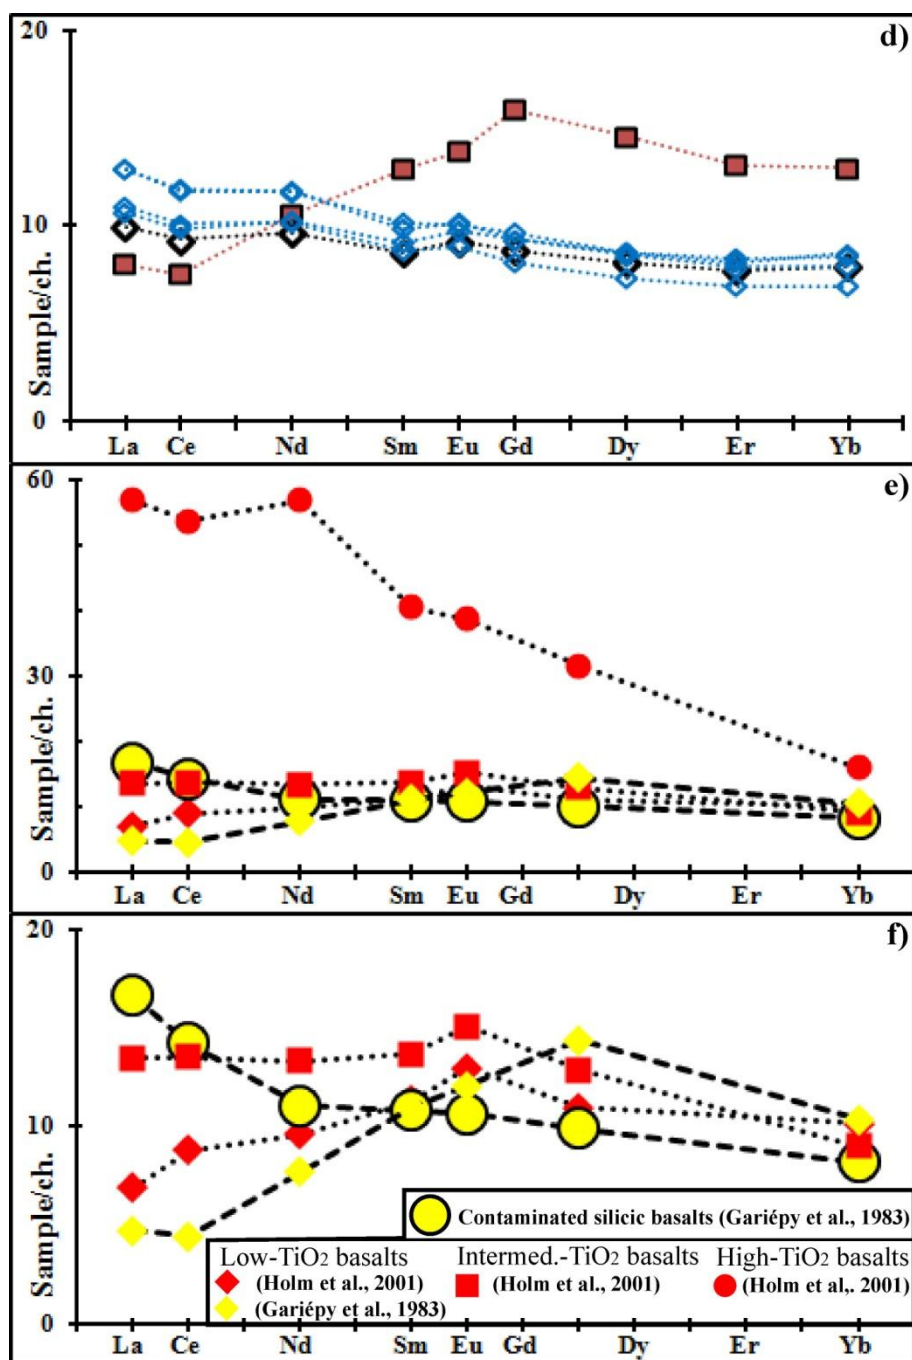 20
d)
10
Sample/ch.
0
La Ce Nd Sm Eu Gd Dy Er Yb
60
e)
30
Sample/ch.
0
La Ce Nd Sm Eu Gd Dy Er Yb
20
f)
10
Sample/ch.
Contaminated silicic basalts (Gariépy et al., 1983)
Low-TiO2 basalts Intermed.-TiO2 basalts High-TiO2 basalts
(Holm et al., 2001) (Holm et al., 2001) (Holm et al.. 2001)
(Gariépy et al., 1983)
0
La Ce Nd Sm Eu Gd Dy Er Yb